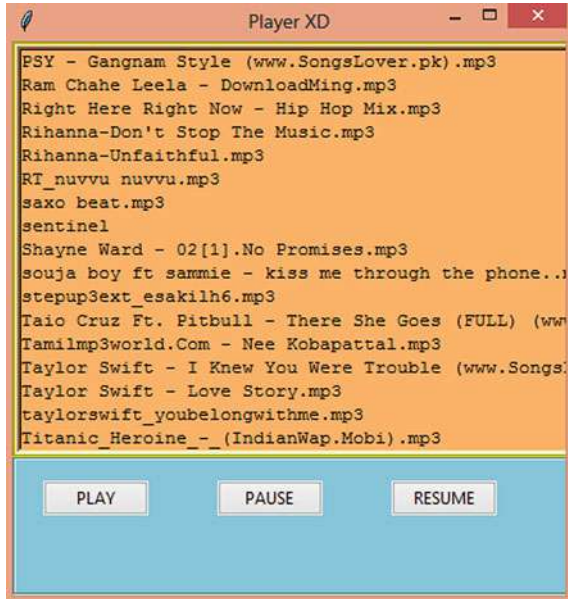 Player XD
PSY - Gangnam Style (www.SongsLover.pk).mp3
Ram Chahe Leela - DownloadMing.mp3
Right Here Right Now - Hip Hop Mix.mp3
Rihanna-Don't Stop The Music.mp3
Rihanna-Unfaithful.mp3
RT_nuvvu nuvvu.mp3
saxo beat.mp3
sentinel
Shayne Ward - 02[1].No Promises.mp3
souja boy ft sammie - kiss me through the phone..
stepup3ext_esakilh6.mp3
Taio Cruz Ft. Pitbull - There She Goes (FULL) (ww
Tamilmp3world.Com - Nee Kobapattal.mp3
Taylor Swift - I Knew You Were Trouble (www.Songs
Taylor Swift - Love Story.mp3
taylorswift_youbelongwithme.mp3
Titanic_Heroine_-_(IndianWap.Mobi).mp3
PLAY PAUSE RESUME